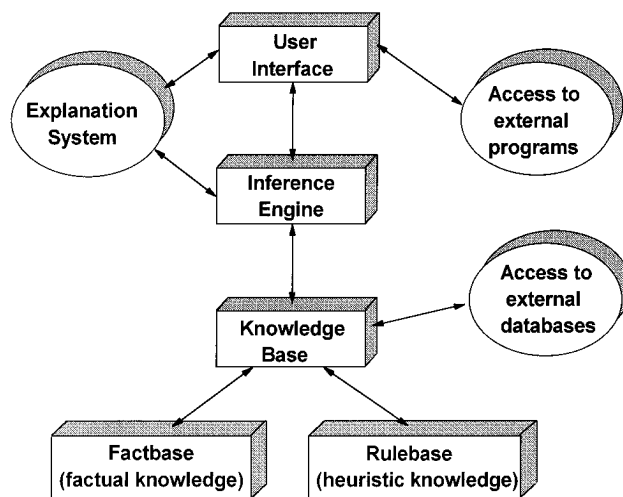 User
Interface
Explanation
System
Access to
external
programs
Inference
Engine
Access to
external
databases
Knowledge
Base
Factbase
(factual knowledge)
Rulebase
(heuristic knowledge)